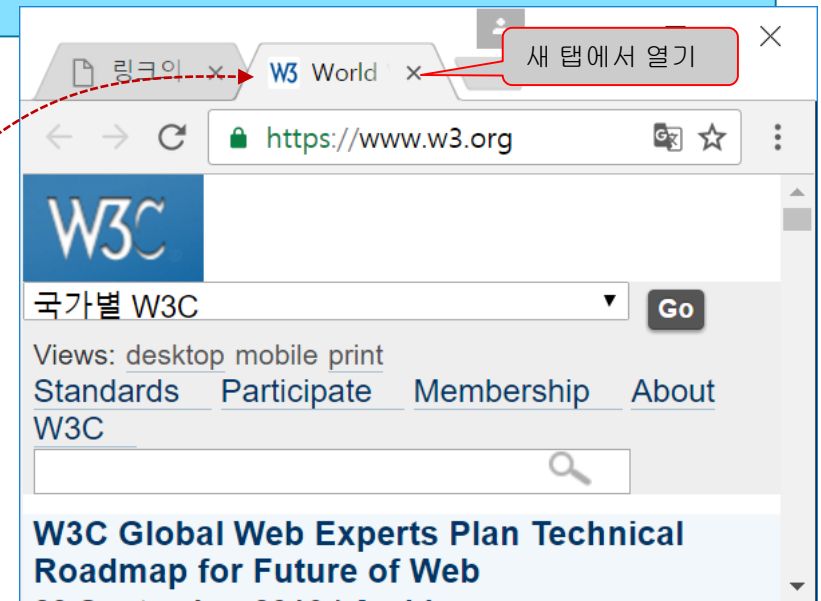 새 탭에서 열기
링크의
W3 World
https://www.w3.org
W3C
국가별 W3C
Go
Views: desktop mobile print
Standards Participate Membership About
W3C
W3C Global Web Experts Plan Technical
Roadmap for Future of Web